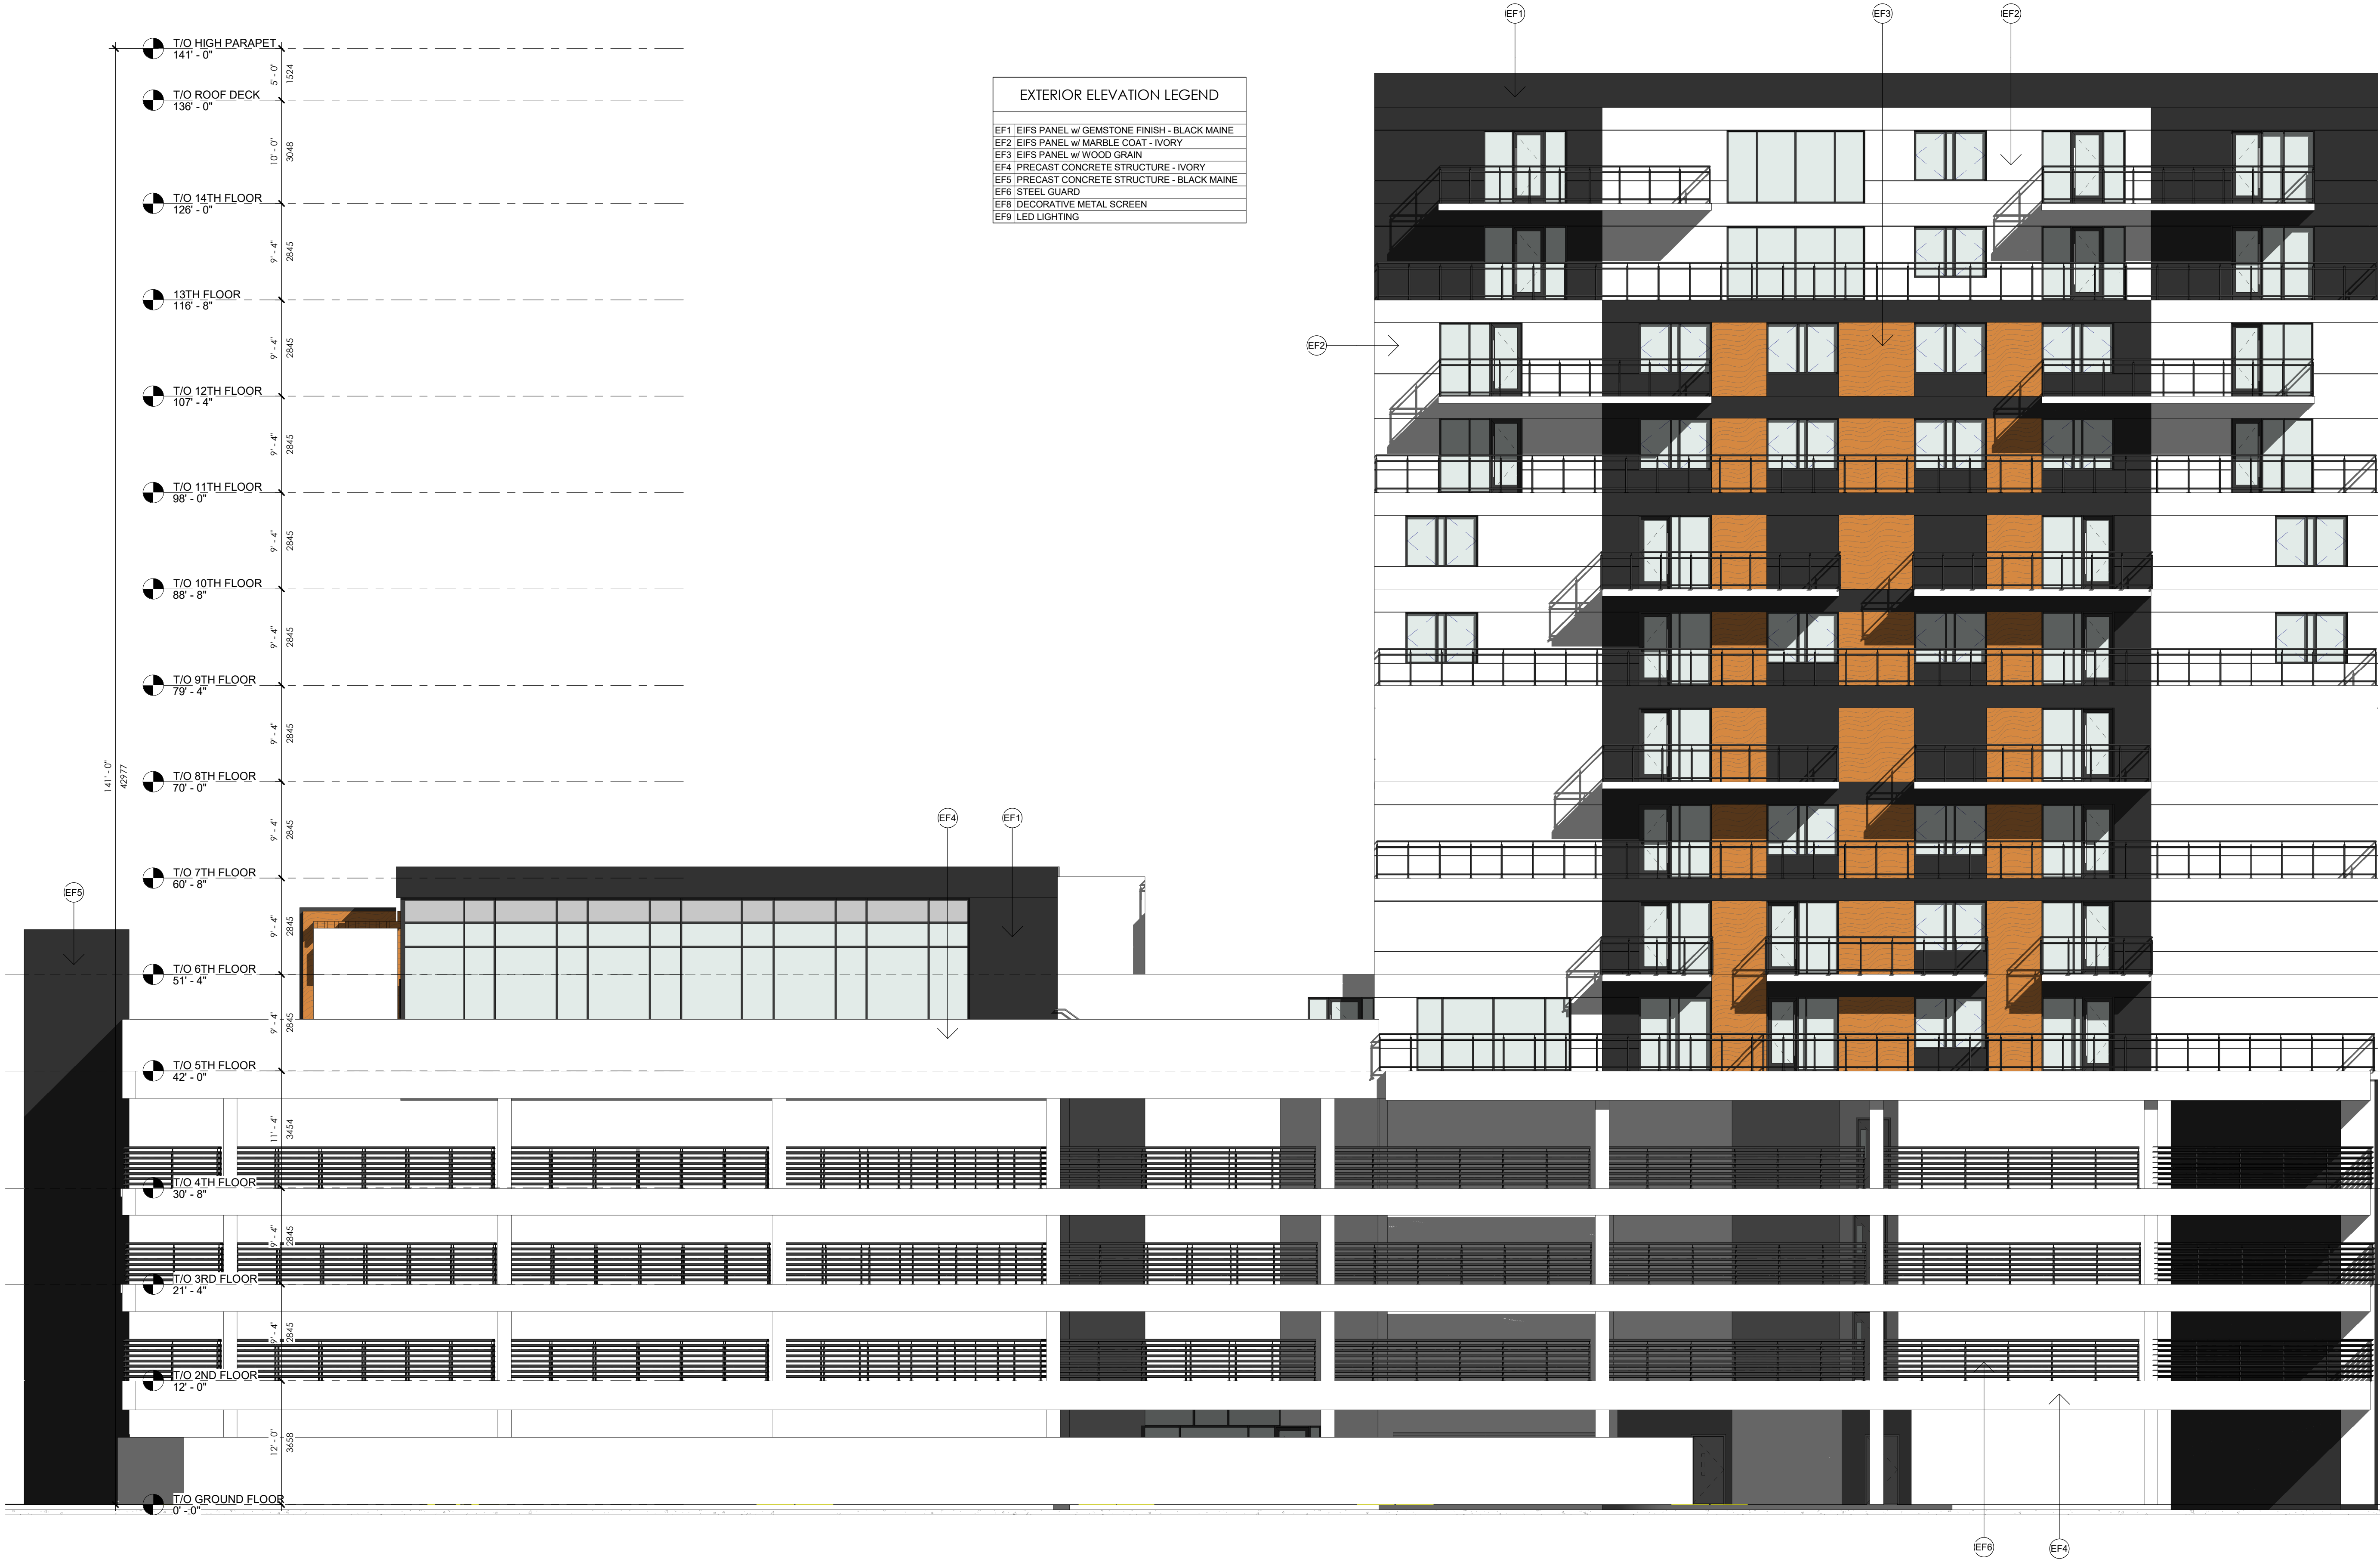 EF1
EF3
EF2
T/O HIGH PARAPET
141' - 0"
5' - 0"
1524
T/O ROOF DECK
136' - 0"
EXTERIOR ELEVATION LEGEND
EF1 EIFS PANEL w/ GEMSTONE FINISH - BLACK MAINE
EF2 EIFS PANEL w/ MARBLE COAT - IVORY
EF3 EIFS PANEL w/ WOOD GRAIN
EF4 PRECAST CONCRETE STRUCTURE - IVORY
EF5 PRECAST CONCRETE STRUCTURE - BLACK MAINE
EF6 STEEL GUARD
EF8 DECORATIVE METAL SCREEN
EF9 LED LIGHTING
10' - 0"
3048
T/O 14TH FLOOR
126' - 0"
9' - 4"
2845
13TH FLOOR
116' - 8"
9' - 4"
2845
EF2
T/O 12TH FLOOR
107' - 4"
9' - 4"
2845
T/O 11TH FLOOR
98' - 0"
9' - 4"
2845
T/O 10TH FLOOR
88' - 8"
9' - 4"
2845
T/O 9TH FLOOR
79' - 4"
9' - 4"
2845
141' - 0"
42977
T/O 8TH FLOOR
70' - 0"
9' - 4"
2845
EF4
EF1
T/O 7TH FLOOR
60' - 8"
EF5
9' - 4"
2845
T/O 6TH FLOOR
51' - 4"
9' - 4"
2845
T/O 5TH FLOOR
42' - 0"
11' - 4"
3454
T/O 4TH FLOOR
30' - 8"
9' - 4"
2845
T/O 3RD FLOOR
21' - 4"
9' - 4"
2845
T/O 2ND FLOOR
12' - 0"
12' - 0"
3658
T/O GROUND FLOOR
0' - 0"
EF6
EF4